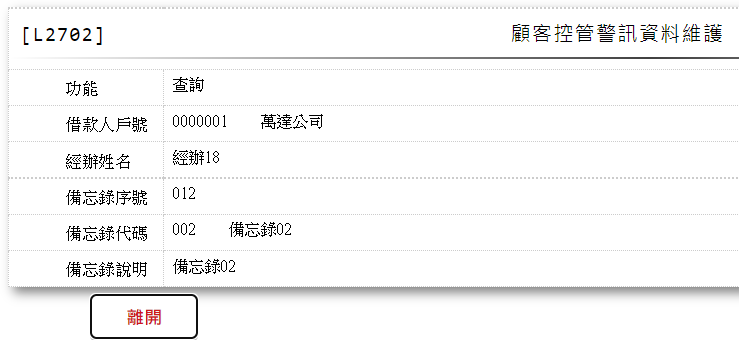 [L2702] 顧客控管警訊資料維護
功能 查詢
借款人戶號 0000001 萬達公司
經辦姓名 經辦18
備忘錄序號 012
備忘錄代碼 002 備忘錄02
備忘錄說明 備忘錄02
離開